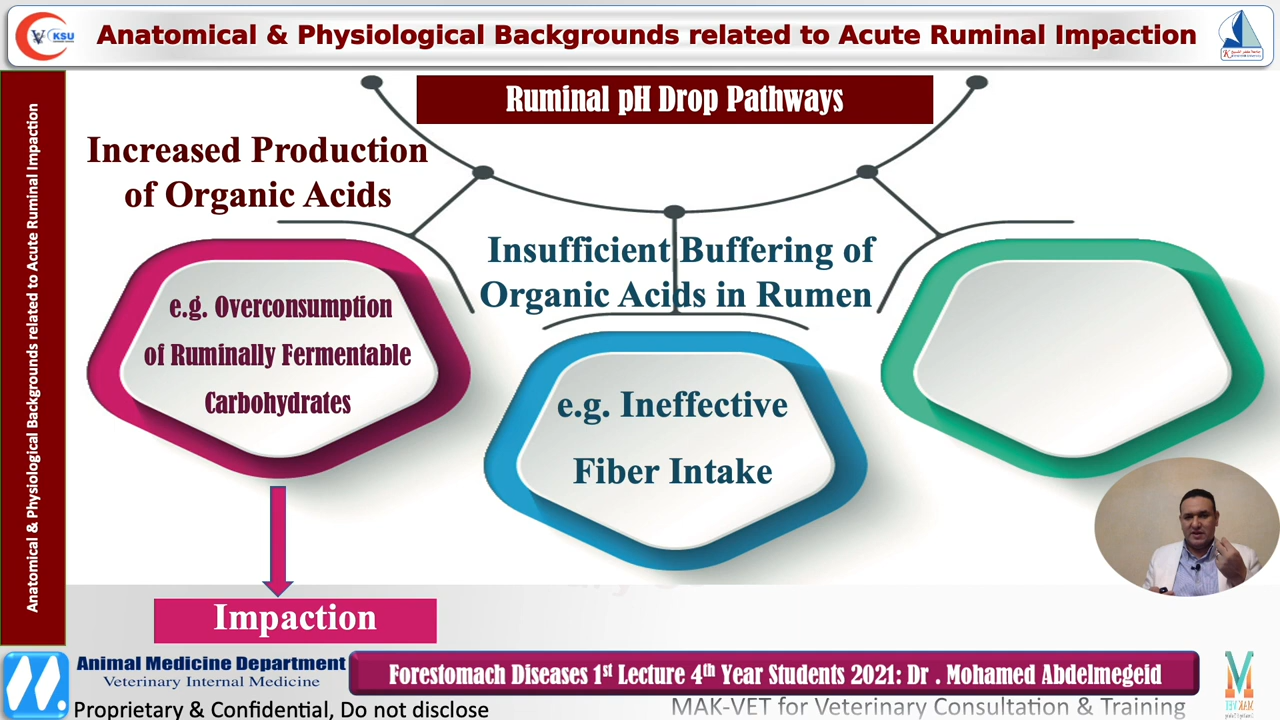 KSU
Anatomical & Physiological Backgrounds related to Acute Ruminal Impaction
Anatomical & Physiological Backgrounds related to Acute Ruminal Impaction
Ruminal pH Drop Pathways
Increased Production
of Organic Acids
e.g. Overconsumption
of Ruminally Fermentable
Carbohydrates
Insufficient Buffering of
Organic Acids in Rumen
e.g. Ineffective
Fiber Intake
Impaction
Animal Medicine Department
Veterinary Internal Medicine
Forestomach Diseases 1st Lecture 4th Year Students 2021: Dr . Mohamed Abdelmegeid
Proprietary & Confidential, Do not disclose
MAK-VET for Veterinary Consultation & Training
MAK VET